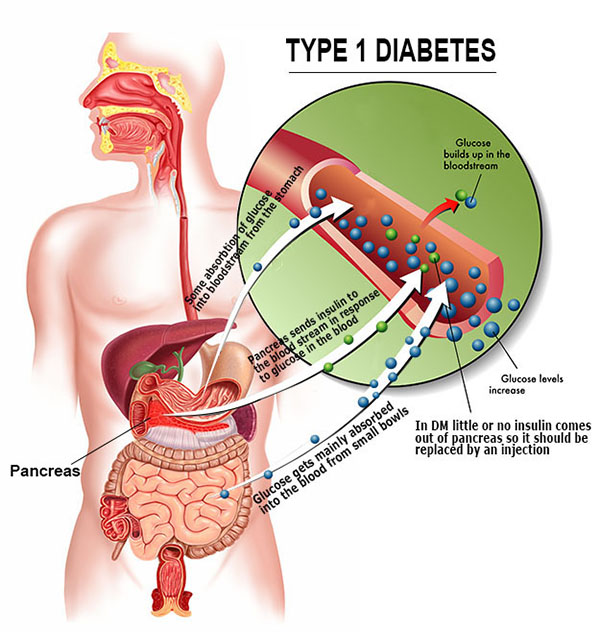 TYPE 1 DIABETES
Glucose
builds up in the
bloodstream
Some absorbtion of glucose
into bloodstream from the stomach
Pancreas sends insulin to
the blood stream in response
to glucose in the blood
Glucose levels
increase
In DM little or no insulin comes
out of pancreas so it should be
replaced by an injection
Glucose gets mainly absorbed
into the blood from small bowls
Pancreas